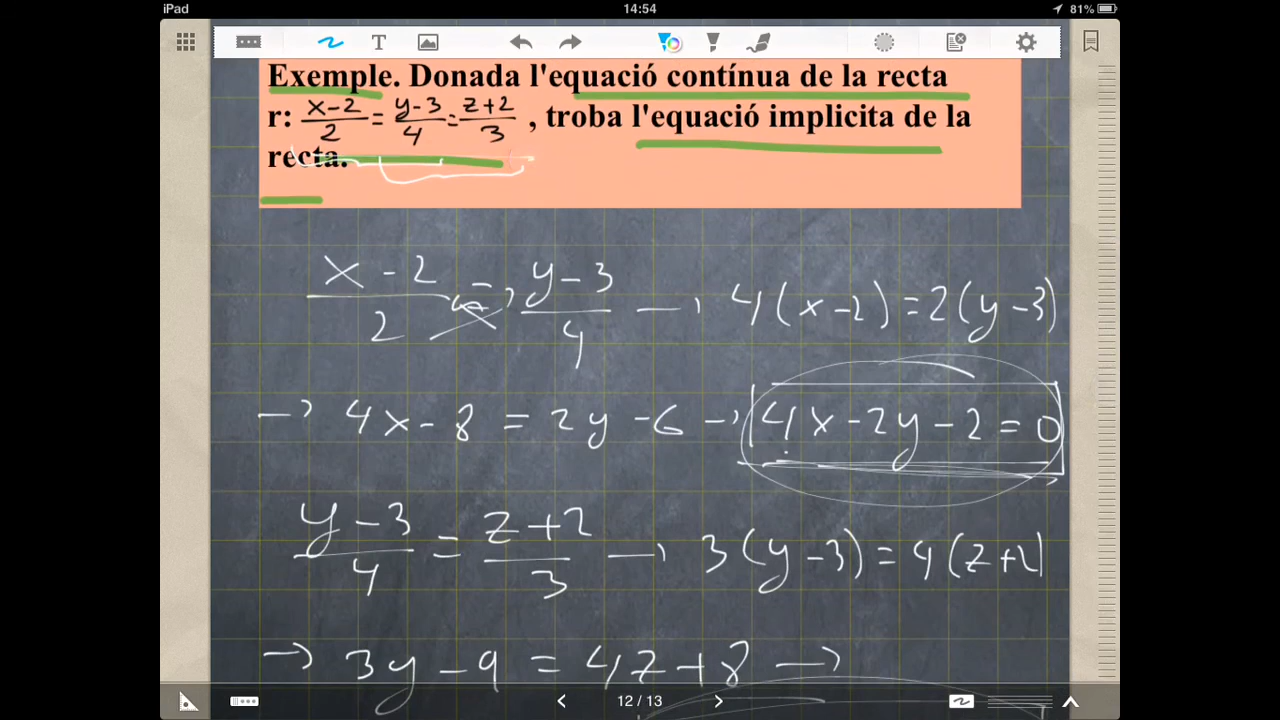 iPad 14:54 81%
T
Exemple. Donada l'equació contínua de la recta
r: x-2/2 = y-3/4 = z+2/3 , troba l'equació implicita de la
recta.
x-2/2 = y-3/4 → 4(x-2)=2(y-3)
→ 4x-8 = 2y-6 → 4x-2y-2=0
y-3/4 = z+2/3 → 3(y-3)=4(z+2)
→ 3y-9 = 4z+8 →
12 / 13